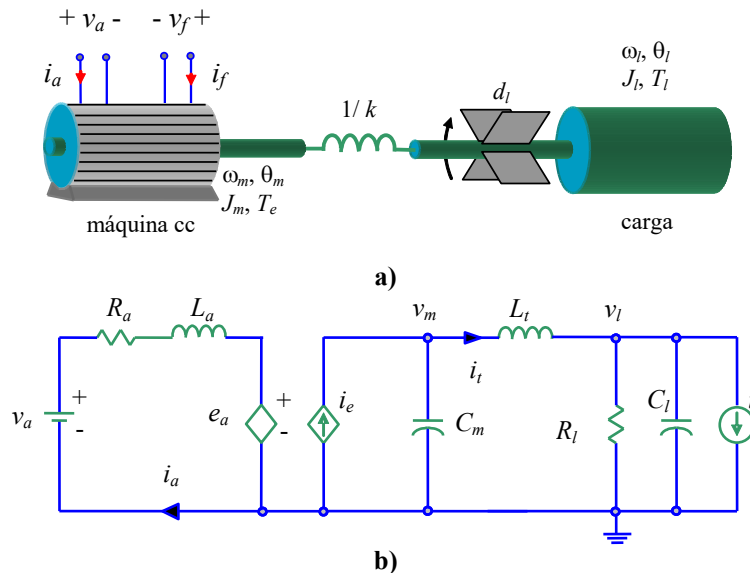 + v_a - - v_f +
i_a i_f
ω_l, θ_l
J_l, T_l
1/ k
d_l
ω_m, θ_m
J_m, T_e
máquina cc
carga
a)
R_a L_a v_m L_t v_l
i_t
v_a + - e_a + - i_e C_m R_l C_l
i_a
b)